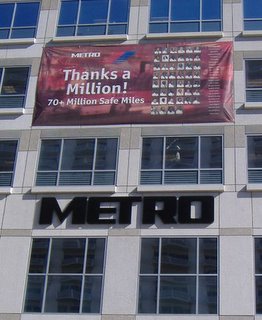 METRO
Thanks a
Million!
70+ Million Safe Miles
METRO